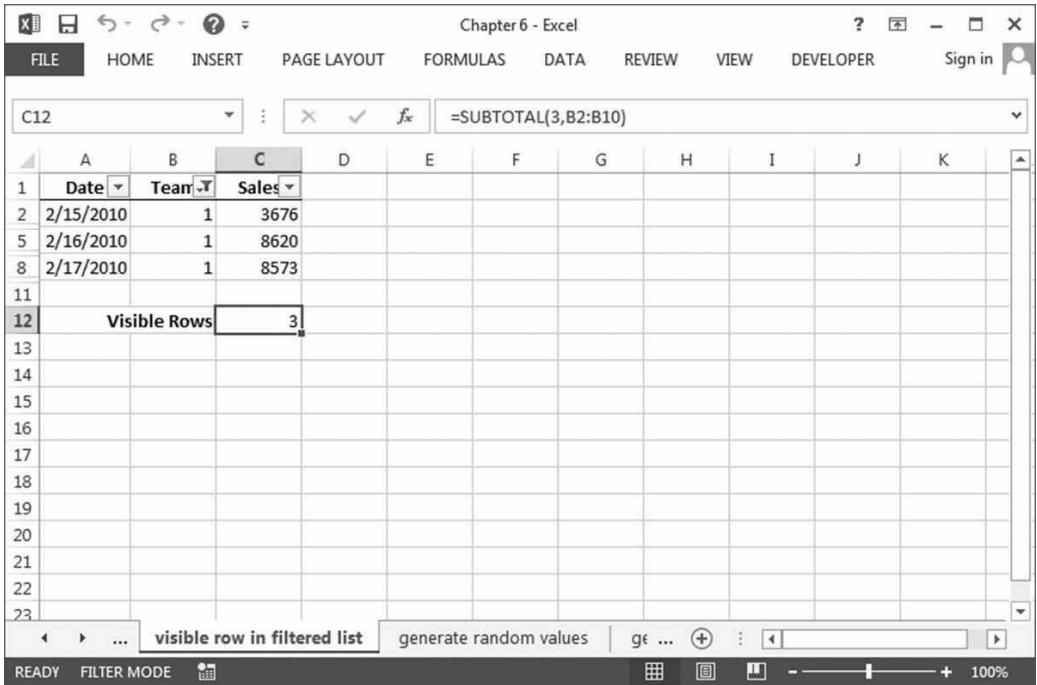 Chapter 6 - Excel
?
FILE HOME INSERT PAGE LAYOUT FORMULAS DATA REVIEW VIEW DEVELOPER Sign in
C12 fx =SUBTOTAL(3,B2:B10)
A B C D E F G H I J K
1 Date Team Sales
2 2/15/2010 1 3676
5 2/16/2010 1 8620
8 2/17/2010 1 8573
11
12 Visible Rows 3
13
14
15
16
17
18
19
20
21
22
23
... visible row in filtered list generate random values ge ...
READY FILTER MODE 100%